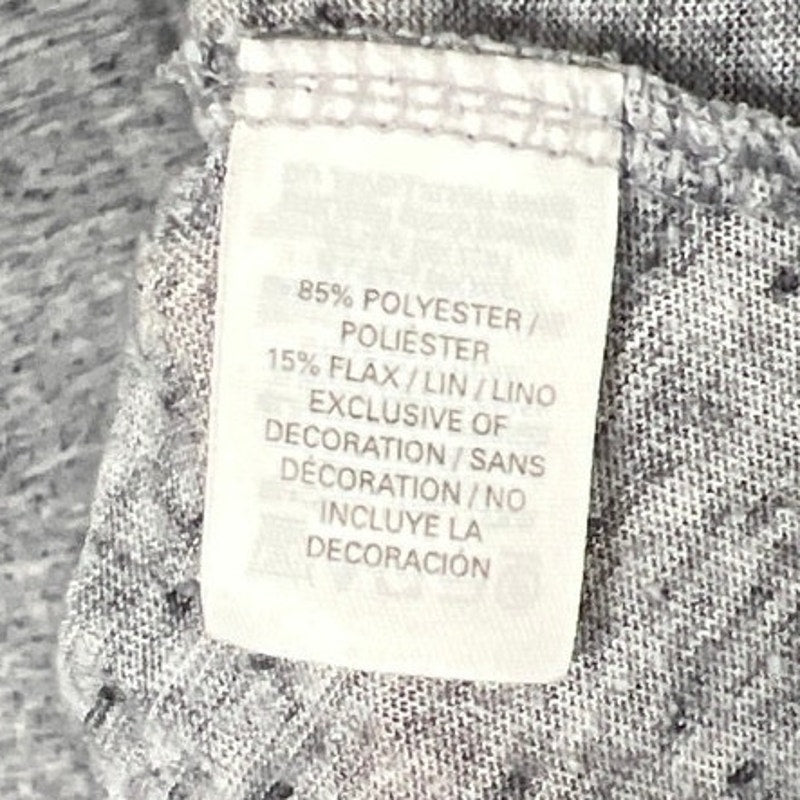 85% POLYESTER /
POLIÉSTER
15% FLAX / LIN / LINO
EXCLUSIVE OF
DECORATION / SANS
DÉCORATION / NO
INCLUYE LA
DECORACIÓN